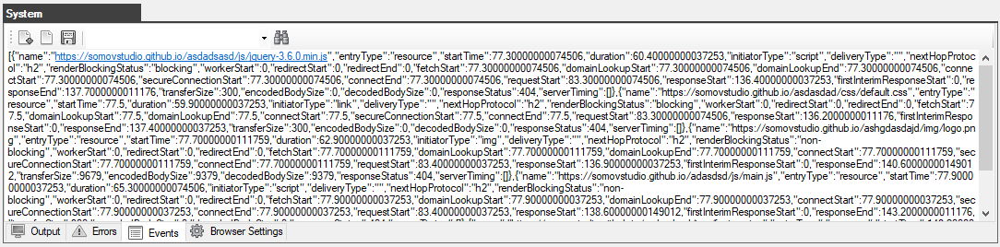 System
[{"name":"https://somovstudio.github.io/asdadsasd/js/jquery-3.6.0.min.js","entryType":"resource","startTime":77.30000000074506,"duration":60.40000000037253,"initiatorType":"script","deliveryType":"","nextHopProtoc
ol":"h2","renderBlockingStatus":"blocking","workerStart":0,"redirectStart":0,"redirectEnd":0,"fetchStart":77.30000000074506,"domainLookupStart":77.30000000074506,"domainLookupEnd":77.30000000074506,"conne
ctStart":77.30000000074506,"secureConnectionStart":77.30000000074506,"connectEnd":77.30000000074506,"requestStart":83.30000000074506,"responseStart":136.40000000037253,"firstInterimResponseStart":0,"re
sponseEnd":137.7000000011176,"transferSize":300,"encodedBodySize":0,"decodedBodySize":0,"responseStatus":404,"serverTiming":[]},{"name":"https://somovstudio.github.io/asdasdad/css/default.css","entryType":"
resource","startTime":77.5,"duration":59.90000000037253,"initiatorType":"link","deliveryType":"","nextHopProtocol":"h2","renderBlockingStatus":"blocking","workerStart":0,"redirectStart":0,"redirectEnd":0,"fetchStart":7
7.5,"domainLookupStart":77.5,"domainLookupEnd":77.5,"connectStart":77.5,"secureConnectionStart":77.5,"connectEnd":77.5,"requestStart":83.30000000074506,"responseStart":136.2000000011176,"firstInterimRespo
nseStart":0,"responseEnd":137.40000000037253,"transferSize":300,"encodedBodySize":0,"decodedBodySize":0,"responseStatus":404,"serverTiming":[]},{"name":"https://somovstudio.github.io/ashgdasdajd/img/logo.pn
g","entryType":"resource","startTime":77.70000000111759,"duration":62.90000000037253,"initiatorType":"img","deliveryType":"","nextHopProtocol":"h2","renderBlockingStatus":"non-
blocking","workerStart":0,"redirectStart":0,"redirectEnd":0,"fetchStart":77.70000000111759,"domainLookupStart":77.70000000111759,"domainLookupEnd":77.70000000111759,"connectStart":77.70000000111759,"se
cureConnectionStart":77.70000000111759,"connectEnd":77.70000000111759,"requestStart":83.40000000037253,"responseStart":136.90000000037253,"firstInterimResponseStart":0,"responseEnd":140.6000000014901
2,"transferSize":9679,"encodedBodySize":9379,"decodedBodySize":9379,"responseStatus":404,"serverTiming":[]},{"name":"https://somovstudio.github.io/adasdsd/js/main.js","entryType":"resource","startTime":77.9000
0000037253,"duration":65.30000000074506,"initiatorType":"script","deliveryType":"","nextHopProtocol":"h2","renderBlockingStatus":"non-
blocking","workerStart":0,"redirectStart":0,"redirectEnd":0,"fetchStart":77.90000000037253,"domainLookupStart":77.90000000037253,"domainLookupEnd":77.90000000037253,"connectStart":77.90000000037253,"sec
ureConnectionStart":77.90000000037253,"connectEnd":77.90000000037253,"requestStart":83.40000000037253,"responseStart":138.6000000149012,"firstInterimResponseStart":0,"responseEnd":143.2000000011176,
Output Errors Events Browser Settings